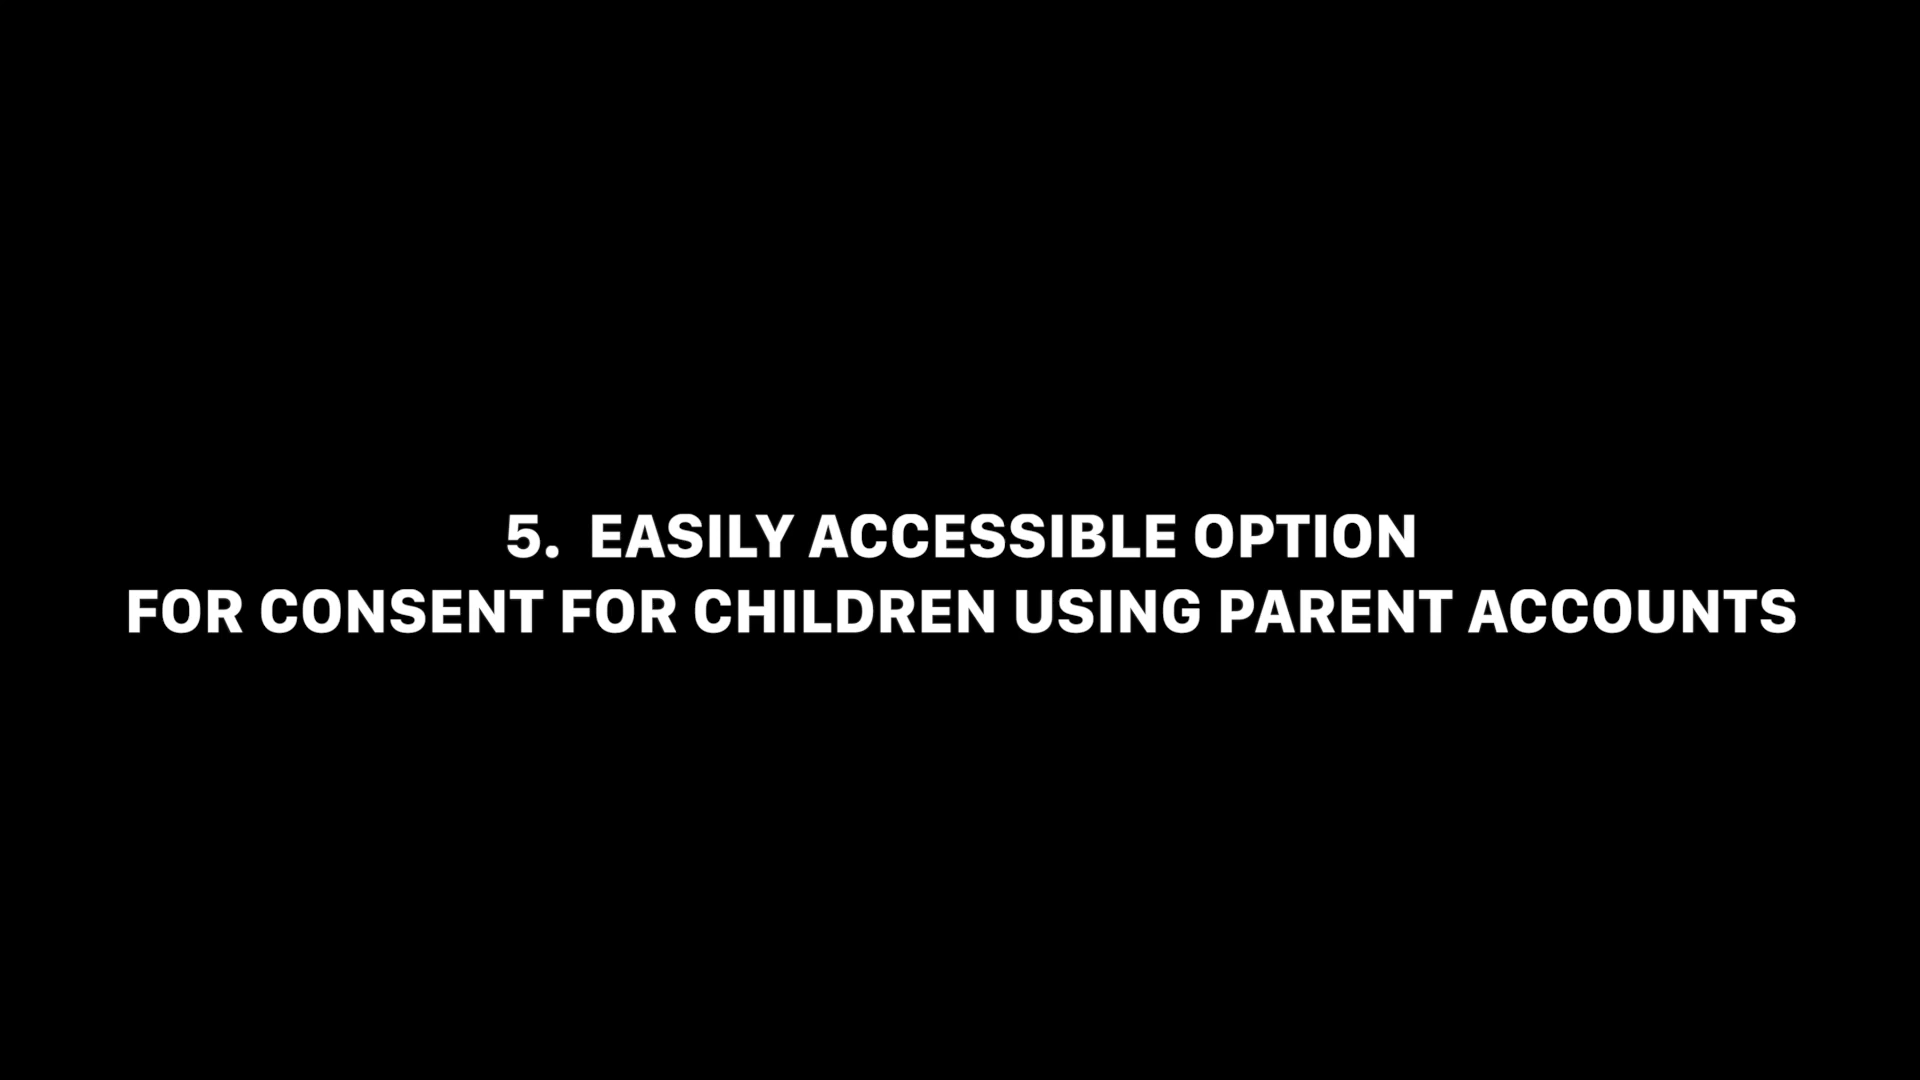 5.  EASILY ACCESSIBLE OPTION
FOR CONSENT FOR CHILDREN USING PARENT ACCOUNTS